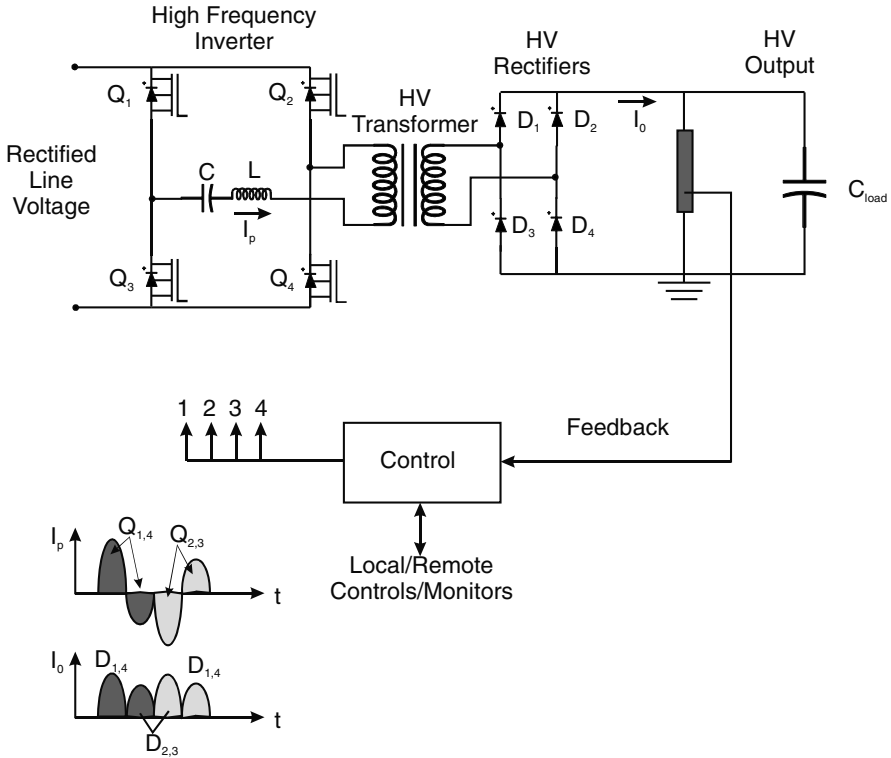 High Frequency
Inverter
HV
Rectifiers
HV
Output
Q1
Q2
HV
Transformer
D1
D2
I0
Rectified
Line
Voltage
C
L
Ip
Cload
D3
D4
Q3
Q4
1 2 3 4
Control
Feedback
Local/Remote
Controls/Monitors
Ip
Q1,4
Q2,3
t
I0
D1,4
D1,4
t
D2,3